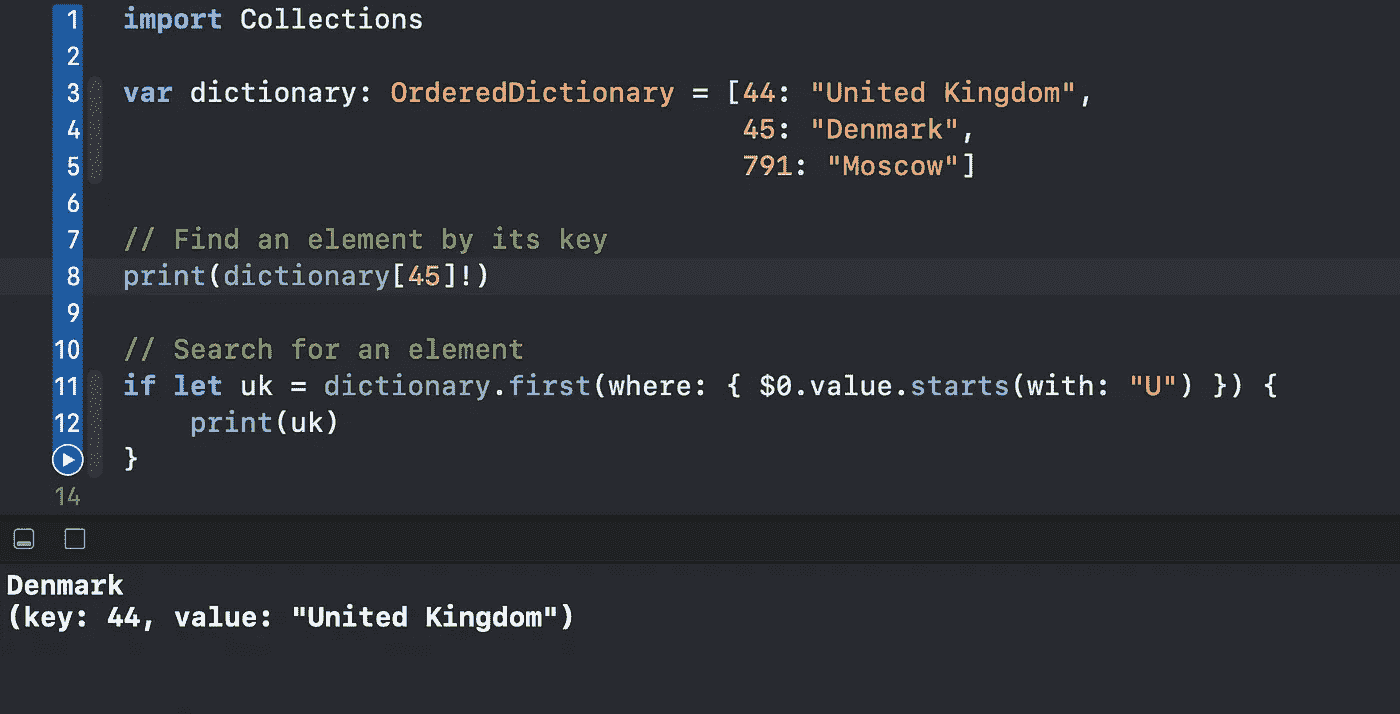 1 import Collections
2
3 var dictionary: OrderedDictionary = [44: "United Kingdom",
4 45: "Denmark",
5 791: "Moscow"]
6
7 // Find an element by its key
8 print(dictionary[45]!)
9
10 // Search for an element
11 if let uk = dictionary.first(where: { $0.value.starts(with: "U") }) {
12 print(uk)
}
14
Denmark
(key: 44, value: "United Kingdom")